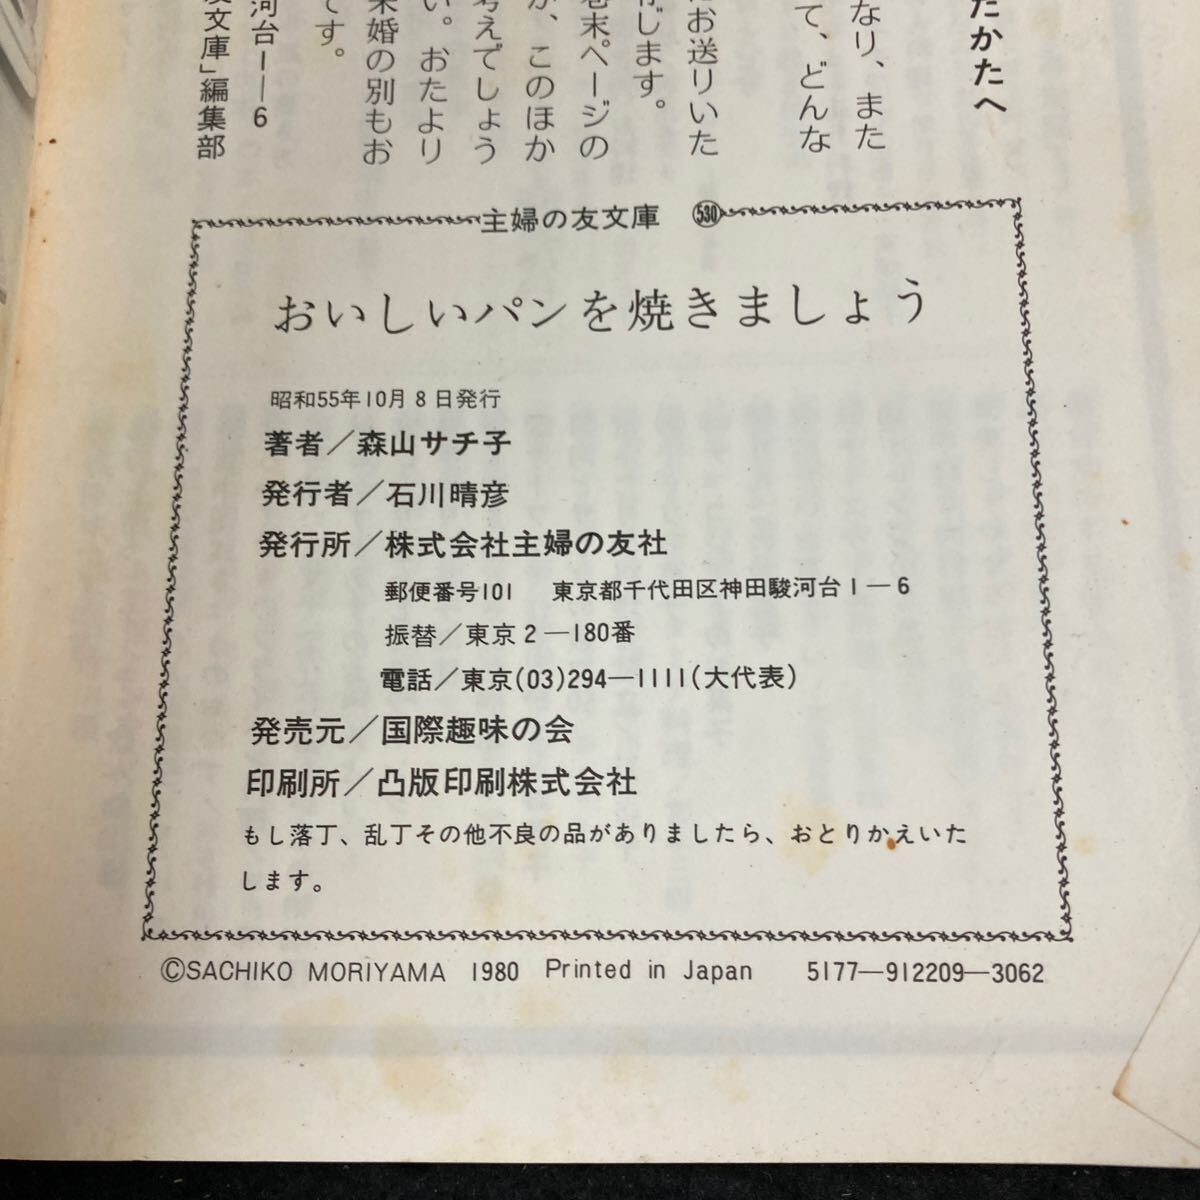 たかたへ
なり、また
て、どんな
お送りいた
がします。
巻末ページの
か、このほか
考えでしょう
い。おたより
未婚の別もお
です。
河台1―6
友文庫」編集部
主婦の友文庫 530
おいしいパンを焼きましょう
昭和55年10月8日発行
著者/森山サチ子
発行者/石川晴彦
発行所/株式会社主婦の友社
郵便番号101 東京都千代田区神田駿河台1―6
振替/東京2―180番
電話/東京(03)294―1111(大代表)
発売元/国際趣味の会
印刷所/凸版印刷株式会社
もし落丁、乱丁その他不良の品がありましたら、おとりかえいた
します。
©SACHIKO MORIYAMA 1980 Printed in Japan 5177―912209―3062